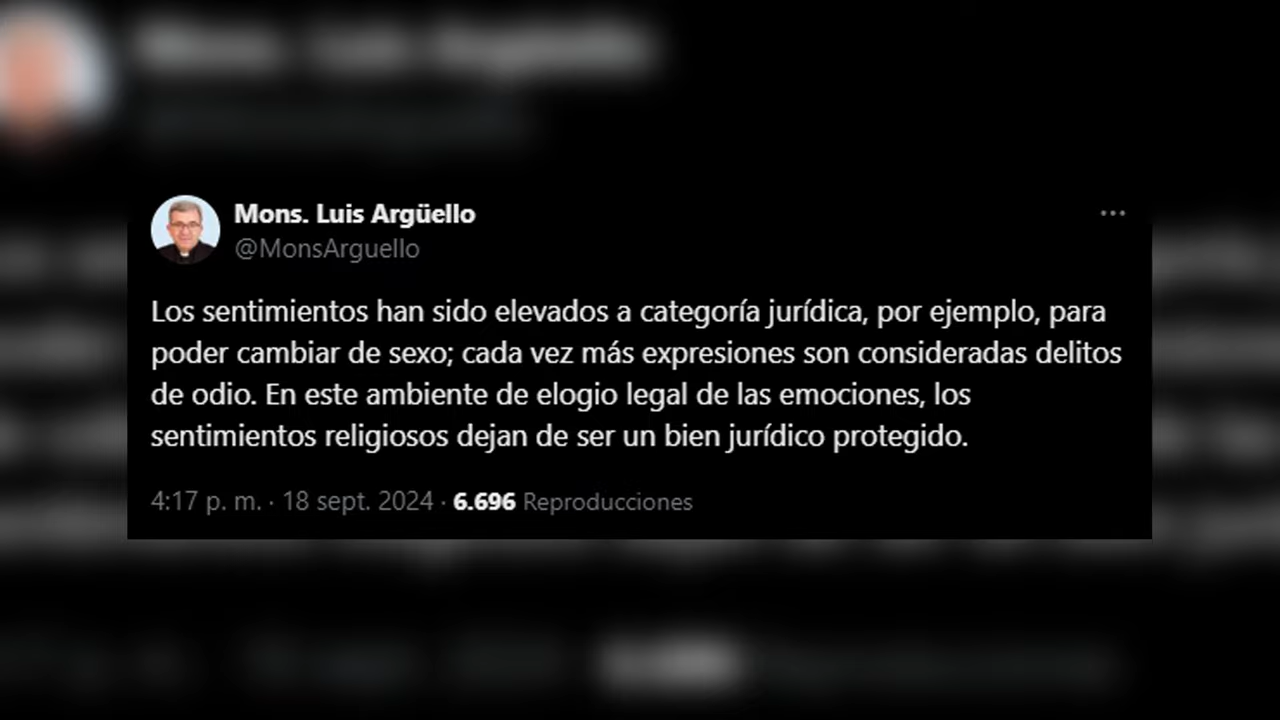 Mons. Luis Argüello
@MonsArguello
Los sentimientos han sido elevados a categoría jurídica, por ejemplo, para
poder cambiar de sexo; cada vez más expresiones son consideradas delitos
de odio. En este ambiente de elogio legal de las emociones, los
sentimientos religiosos dejan de ser un bien jurídico protegido.
4:17 p. m. · 18 sept. 2024 · 6.696 Reproducciones